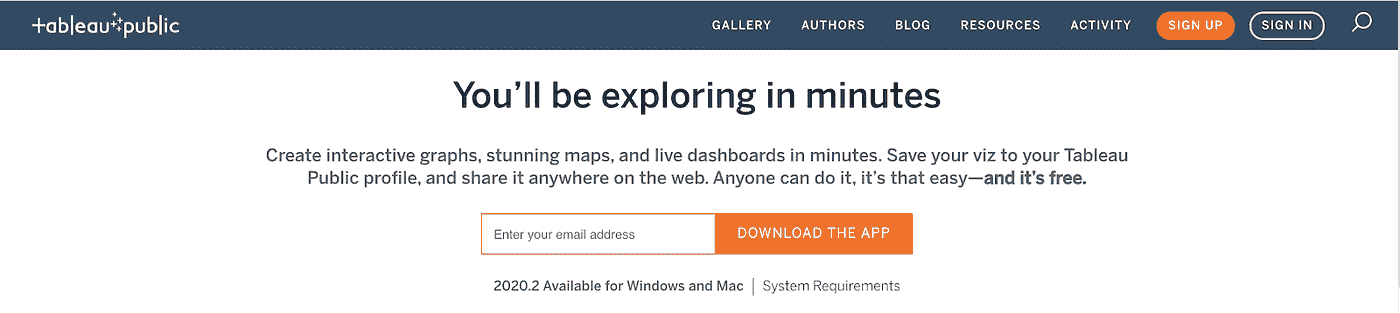 tableau public GALLERY AUTHORS BLOG RESOURCES ACTIVITY SIGN UP SIGN IN
You’ll be exploring in minutes
Create interactive graphs, stunning maps, and live dashboards in minutes. Save your viz to your Tableau
Public profile, and share it anywhere on the web. Anyone can do it, it’s that easy—and it’s free.
Enter your email address DOWNLOAD THE APP
2020.2 Available for Windows and Mac | System Requirements